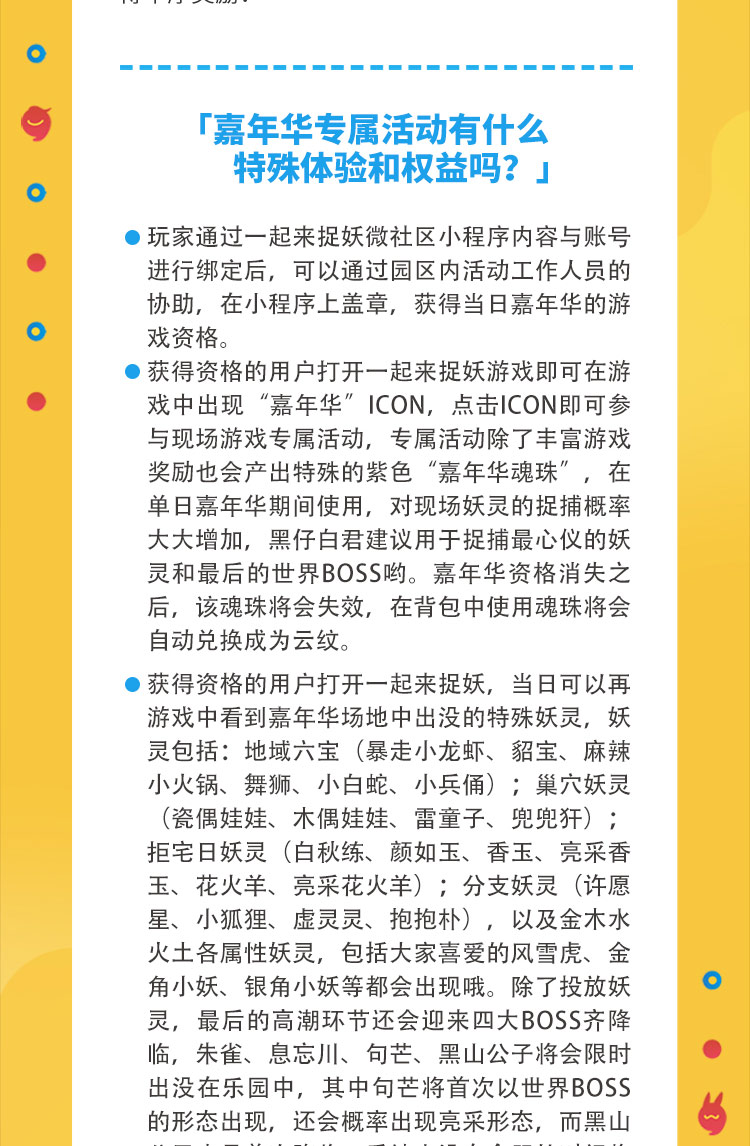 「嘉年华专属活动有什么
特殊体验和权益吗？」
玩家通过一起来捉妖微社区小程序内容与账号
进行绑定后，可以通过园区内活动工作人员的
协助，在小程序上盖章，获得当日嘉年华的游
戏资格。
获得资格的用户打开一起来捉妖游戏即可在游
戏中出现“嘉年华”ICON，点击ICON即可参
与现场游戏专属活动，专属活动除了丰富游戏
奖励也会产出特殊的紫色“嘉年华魂珠”，在
单日嘉年华期间使用，对现场妖灵的捉捕概率
大大增加，黑仔白君建议用于捉捕最心仪的妖
灵和最后的世界BOSS哟。嘉年华资格消失之
后，该魂珠将会失效，在背包中使用魂珠将会
自动兑换成为云纹。
获得资格的用户打开一起来捉妖，当日可以再
游戏中看到嘉年华场地中出没的特殊妖灵，妖
灵包括：地域六宝（暴走小龙虾、貂宝、麻辣
小火锅、舞狮、小白蛇、小兵俑）；巢穴妖灵
（瓷偶娃娃、木偶娃娃、雷童子、兜兜犴）；
拒宅日妖灵（白秋练、颜如玉、香玉、亮采香
玉、花火羊、亮采花火羊）；分支妖灵（许愿
星、小狐狸、虚灵灵、抱抱朴），以及金木水
火土各属性妖灵，包括大家喜爱的风雪虎、金
角小妖、银角小妖等都会出现哦。除了投放妖
灵，最后的高潮环节还会迎来四大BOSS齐降
临，朱雀、息忘川、句芒、黑山公子将会限时
出没在乐园中，其中句芒将首次以世界BOSS
的形态出现，还会概率出现亮采形态，而黑山